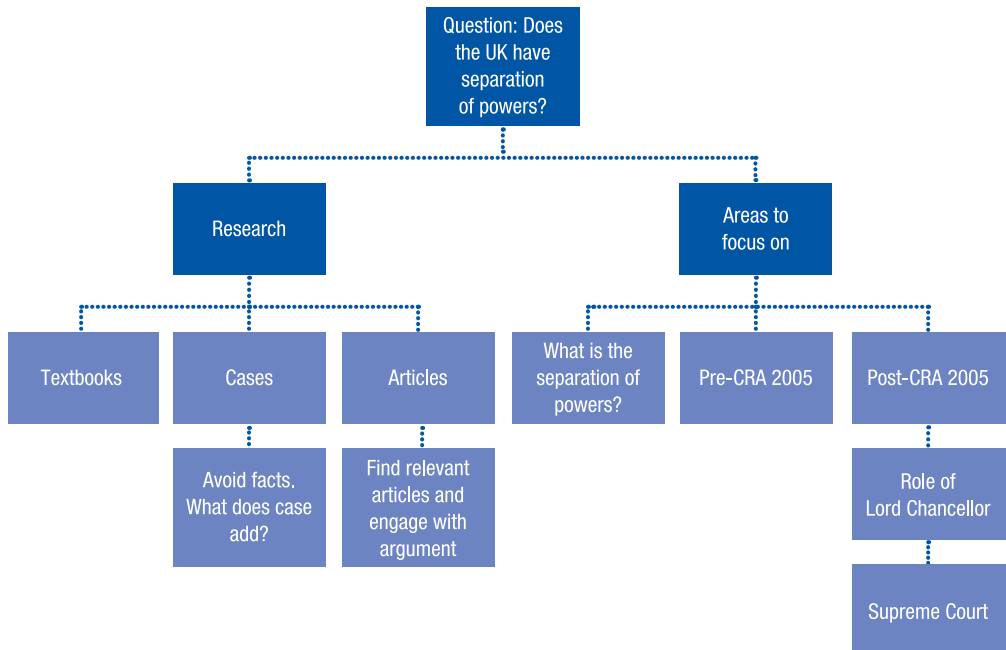 Question: Does
the UK have
separation
of powers?
Research
Areas to
focus on
Textbooks
Cases
Articles
What is the
separation of
powers?
Pre-CRA 2005
Post-CRA 2005
Avoid facts.
What does case
add?
Find relevant
articles and
engage with
argument
Role of
Lord Chancellor
Supreme Court